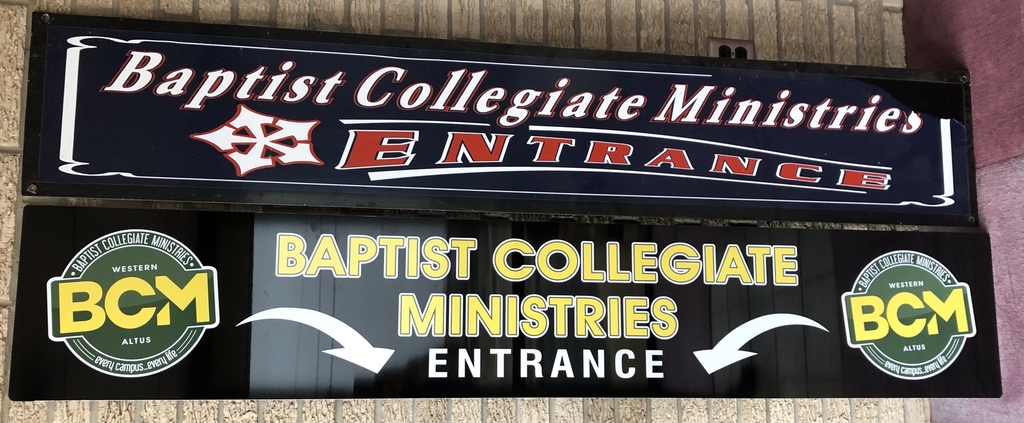 Baptist Collegiate Ministries
ENTRANCE
• BAPTIST COLLEGIATE MINISTRIES •
WESTERN
BCM
ALTUS
every campus...every life
BAPTIST COLLEGIATE
MINISTRIES
ENTRANCE
• BAPTIST COLLEGIATE MINISTRIES •
WESTERN
BCM
ALTUS
every campus...every life